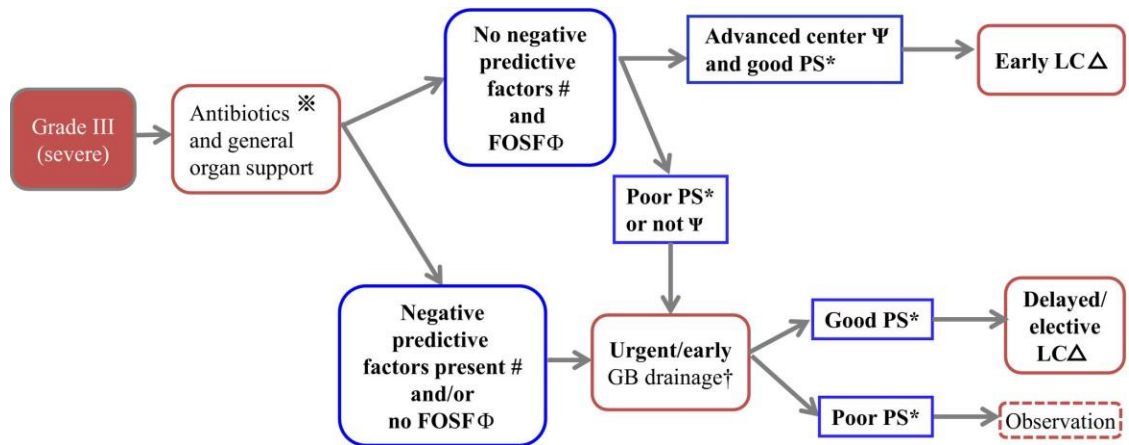 Grade III
(severe)
Antibiotics ※
and general
organ support
No negative
predictive
factors #
and
FOSFΦ
Advanced center Ψ
and good PS*
Early LC△
Poor PS*
or not Ψ
Negative
predictive
factors present #
and/or
no FOSFΦ
Urgent/early
GB drainage†
Good PS*
Delayed/
elective
LC△
Poor PS*
Observation